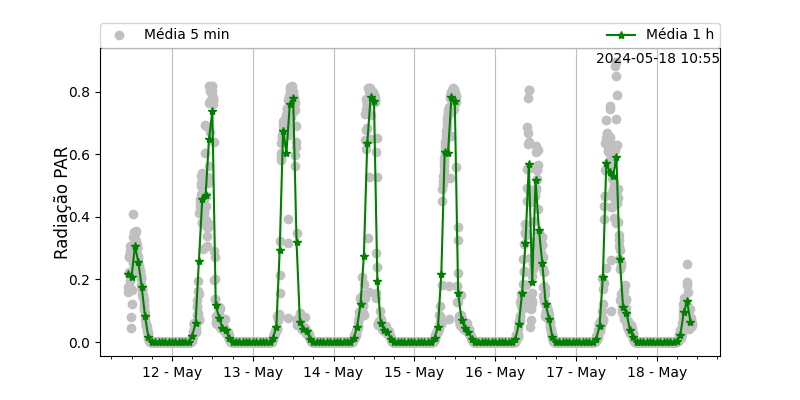 Média 5 min
Média 1 h
2024-05-18 10:55
Radiação PAR
0.8
0.6
0.4
0.2
0.0
12 - May
13 - May
14 - May
15 - May
16 - May
17 - May
18 - May